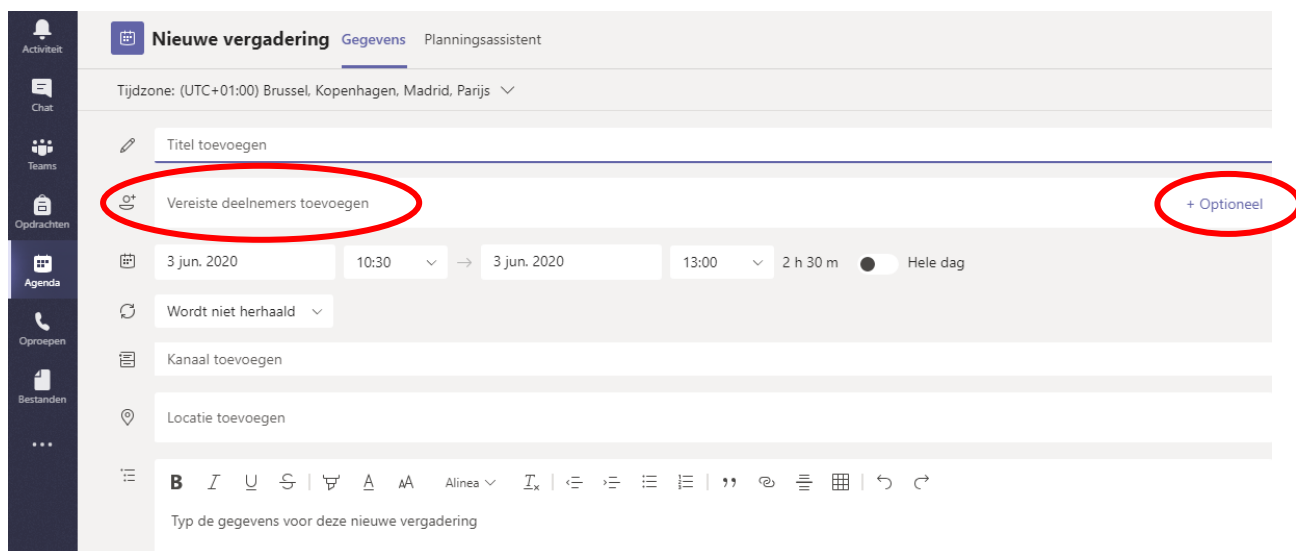 Activiteit
Chat
Teams
Opdrachten
Agenda
Oproepen
Bestanden
Nieuwe vergadering Gegevens Planningsassistent
Tijdzone: (UTC+01:00) Brussel, Kopenhagen, Madrid, Parijs
Titel toevoegen
Vereiste deelnemers toevoegen + Optioneel
3 jun. 2020 10:30 → 3 jun. 2020 13:00 2 h 30 m Hele dag
Wordt niet herhaald
Kanaal toevoegen
Locatie toevoegen
B I U S A AA Alinea Tx
Typ de gegevens voor deze nieuwe vergadering